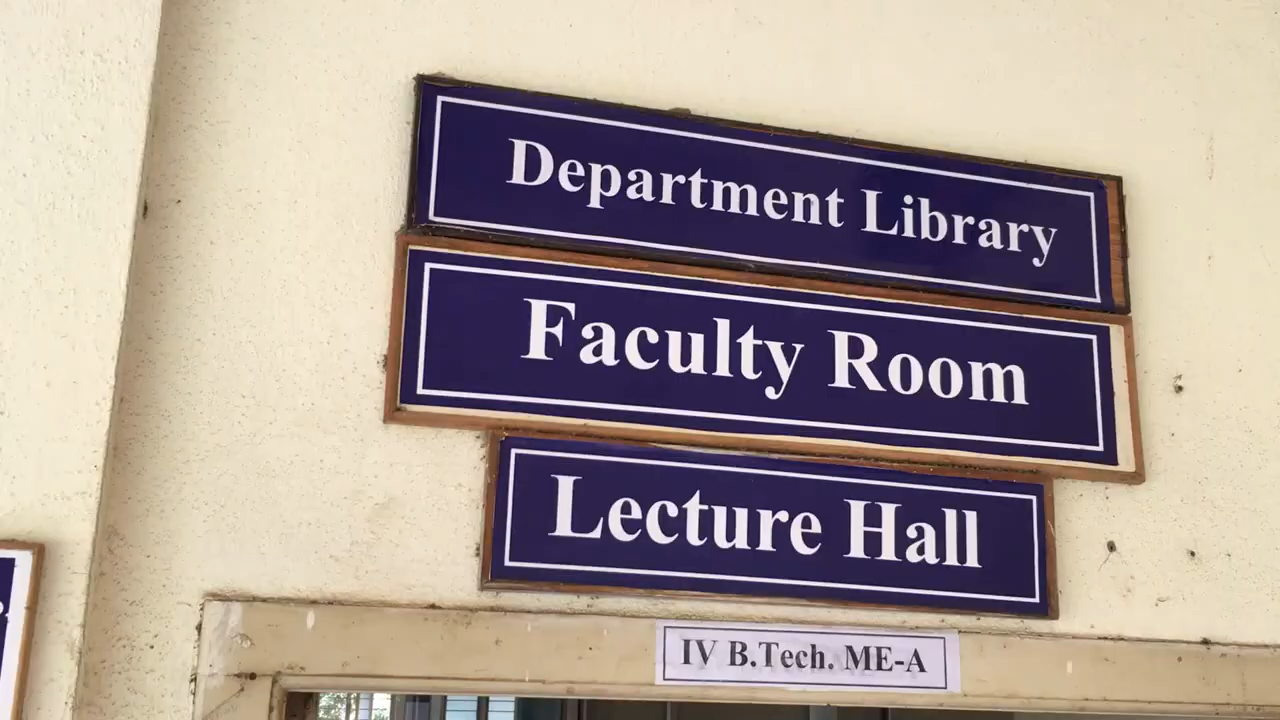 Department Library
Faculty Room
Lecture Hall
IV B.Tech. ME-A